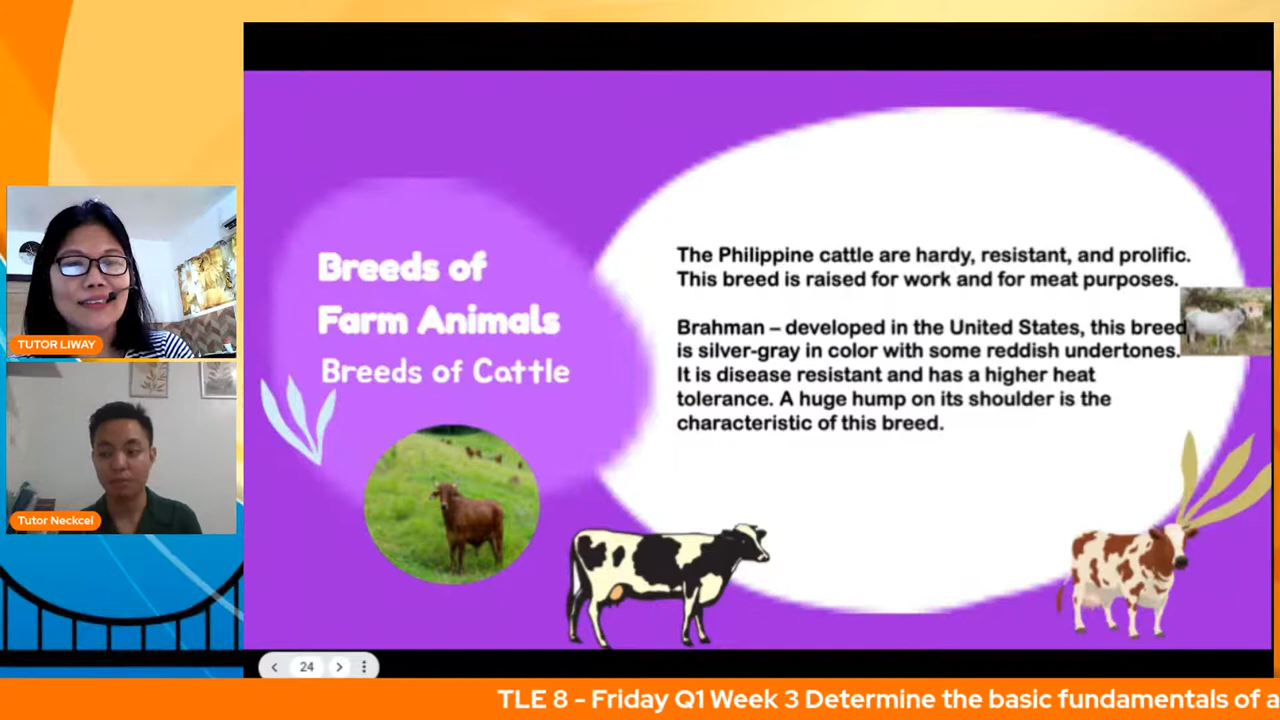 Breeds of
Farm Animals
Breeds of Cattle
The Philippine cattle are hardy, resistant, and prolific.
This breed is raised for work and for meat purposes.
Brahman – developed in the United States, this breed
is silver-gray in color with some reddish undertones.
It is disease resistant and has a higher heat
tolerance. A huge hump on its shoulder is the
characteristic of this breed.
TUTOR LIWAY
Tutor Neckcel
24
TLE 8 - Friday Q1 Week 3 Determine the basic fundamentals of a